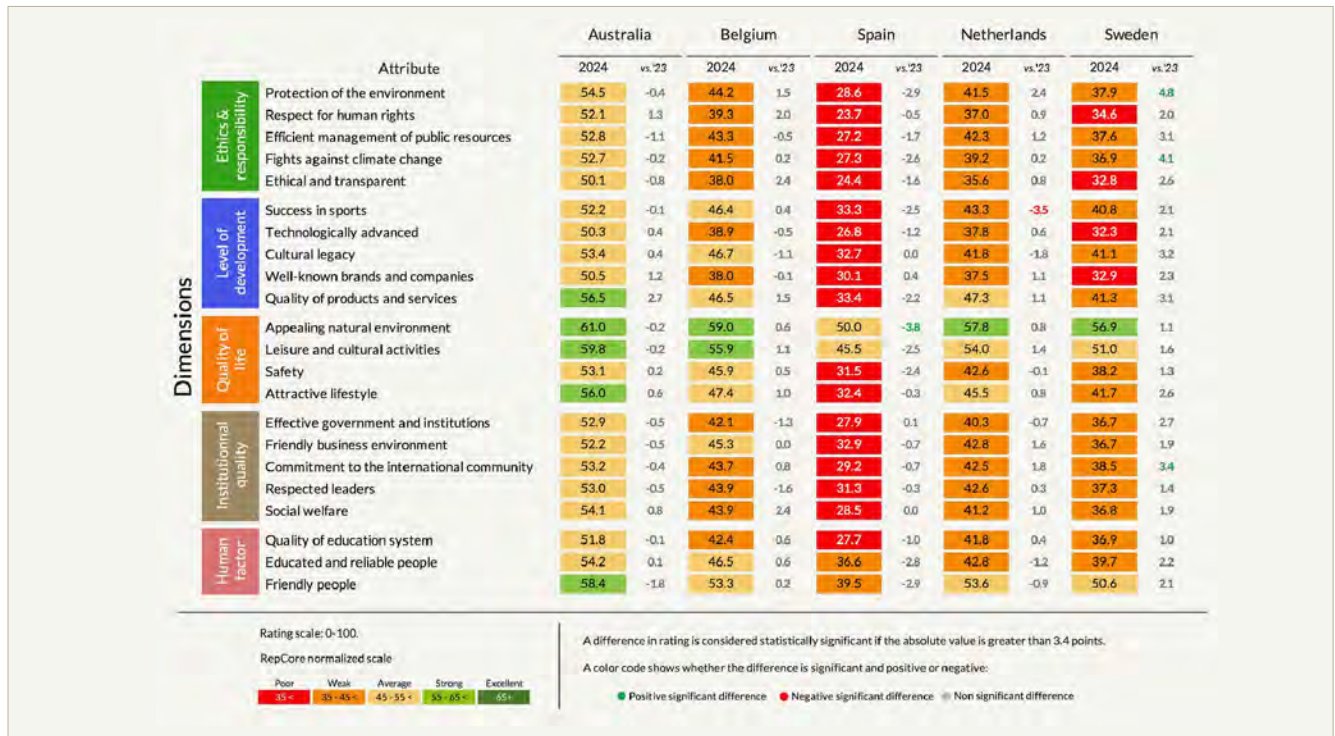 Australia Belgium Spain Netherlands Sweden
Attribute 2024 vs.'23 2024 vs.'23 2024 vs.'23 2024 vs.'23 2024 vs.'23
Dimensions
Ethics & responsibility
Protection of the environment 54.5 -0.4 44.2 1.5 28.6 -2.9 41.5 2.4 37.9 4.8
Respect for human rights 52.1 1.3 39.3 2.0 23.7 -0.5 37.0 0.9 34.6 2.0
Efficient management of public resources 52.8 -1.1 43.3 -0.5 27.2 -1.7 42.3 1.2 37.6 3.1
Fights against climate change 52.7 -0.2 41.5 0.2 27.3 -2.6 39.2 0.2 36.9 4.1
Ethical and transparent 50.1 -0.8 38.0 2.4 24.4 -1.6 35.6 0.8 32.8 2.6
Level of development
Success in sports 52.2 -0.1 46.4 0.4 33.3 -2.5 43.3 -3.5 40.8 2.1
Technologically advanced 50.3 0.4 38.9 -0.5 26.8 -1.2 37.8 0.6 32.3 2.1
Cultural legacy 53.4 0.4 46.7 -1.1 32.7 0.0 41.8 -1.8 41.1 3.2
Well-known brands and companies 50.5 1.2 38.0 -0.1 30.1 0.4 37.5 1.1 32.9 2.3
Quality of products and services 56.5 2.7 46.5 1.5 33.4 -2.2 47.3 1.1 41.3 3.1
Quality of life
Appealing natural environment 61.0 -0.2 59.0 0.6 50.0 -3.8 57.8 0.8 56.9 1.1
Leisure and cultural activities 59.8 -0.2 55.9 1.1 45.5 -2.5 54.0 1.4 51.0 1.6
Safety 53.1 0.2 45.9 0.5 31.5 -2.4 42.6 -0.1 38.2 1.3
Attractive lifestyle 56.0 0.6 47.4 1.0 32.4 -0.3 45.5 0.8 41.7 2.6
Institutionnal quality
Effective government and institutions 52.9 -0.5 42.1 -1.3 27.9 0.1 40.3 -0.7 36.7 2.7
Friendly business environment 52.2 -0.5 45.3 0.0 32.9 -0.7 42.8 1.6 36.7 1.9
Commitment to the international community 53.2 -0.4 43.7 0.8 29.2 -0.7 42.5 1.8 38.5 3.4
Respected leaders 53.0 -0.5 43.9 -1.6 31.3 -0.3 42.6 0.3 37.3 1.4
Social welfare 54.1 0.8 43.9 2.4 28.5 0.0 41.2 1.0 36.8 1.9
Human factor
Quality of education system 51.8 -0.1 42.4 0.6 27.7 -1.0 41.8 0.4 36.9 1.0
Educated and reliable people 54.2 0.1 46.5 0.6 36.6 -2.8 42.8 -1.2 39.7 2.2
Friendly people 58.4 -1.8 53.3 0.2 39.5 -2.9 53.6 -0.9 50.6 2.1
Rating scale: 0-100.
RepCore normalized scale
Poor Weak Average Strong Excellent
35 < 35 - 45 < 45 - 55 < 55 - 65 < 65+
A difference in rating is considered statistically significant if the absolute value is greater than 3.4 points.
A color code shows whether the difference is significant and positive or negative:
Positive significant difference Negative significant difference Non significant difference